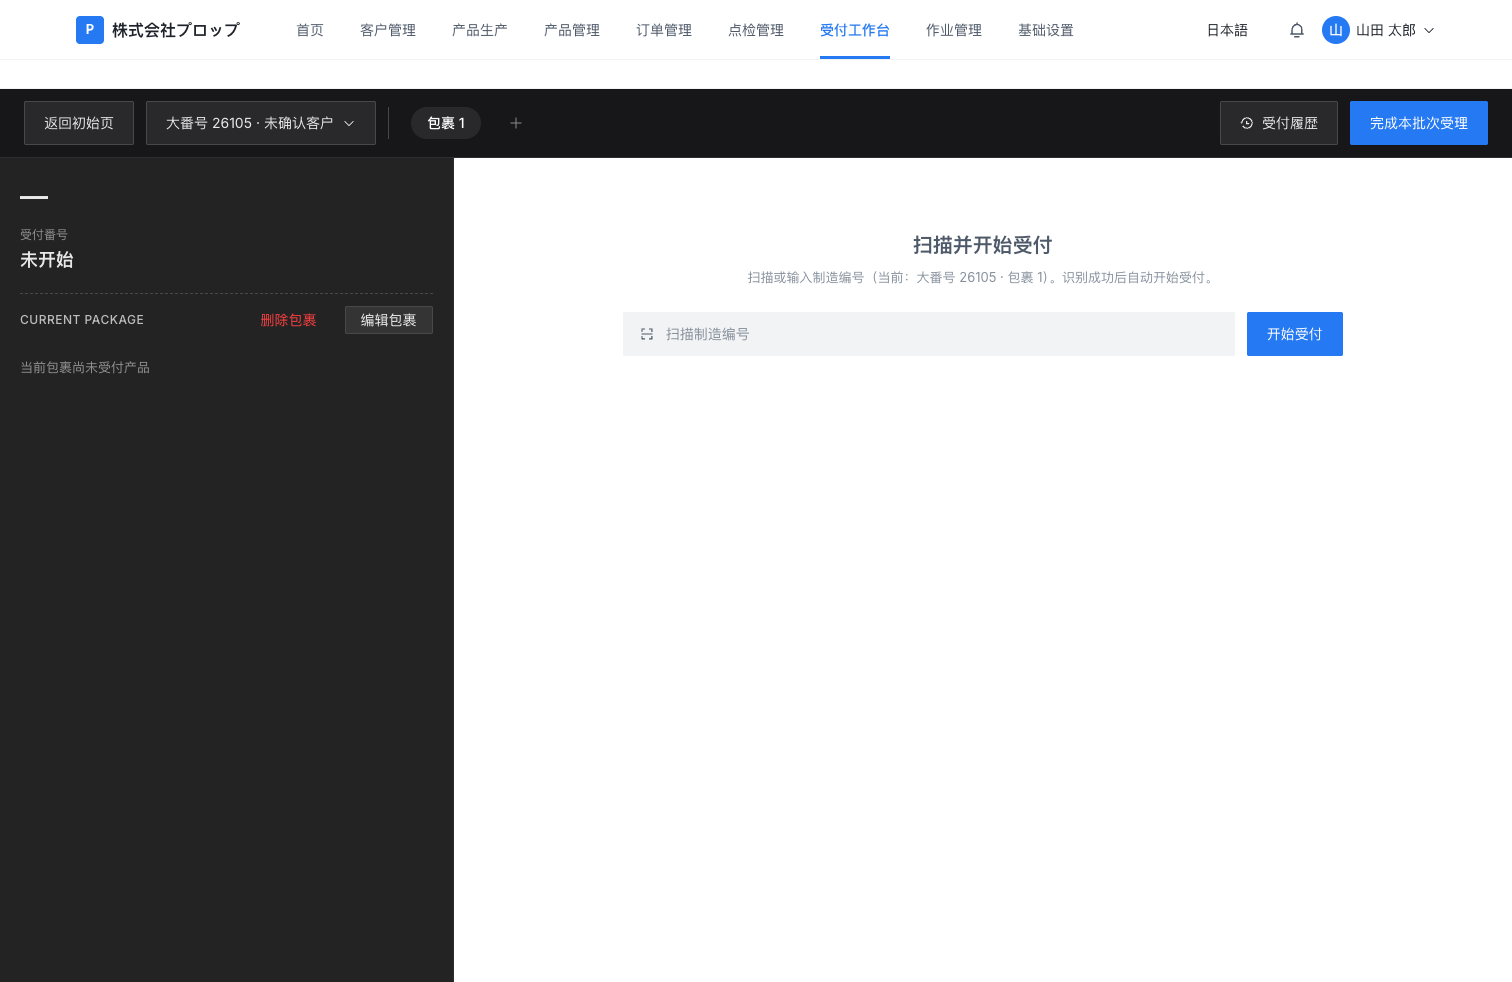 P 株式会社プロップ 首页 客户管理 产品生产 产品管理 订单管理 点检管理 受付工作台 作业管理 基础设置 日本語 山 山田 太郎
返回初始页 大番号 26105 · 未确认客户 包裹 1 受付履歴 完成本批次受理
受付番号
未开始
CURRENT PACKAGE 删除包裹 编辑包裹
当前包裹尚未受付产品
扫描并开始受付
扫描或输入制造编号（当前：大番号 26105 · 包裹 1）。识别成功后自动开始受付。
扫描制造编号 开始受付